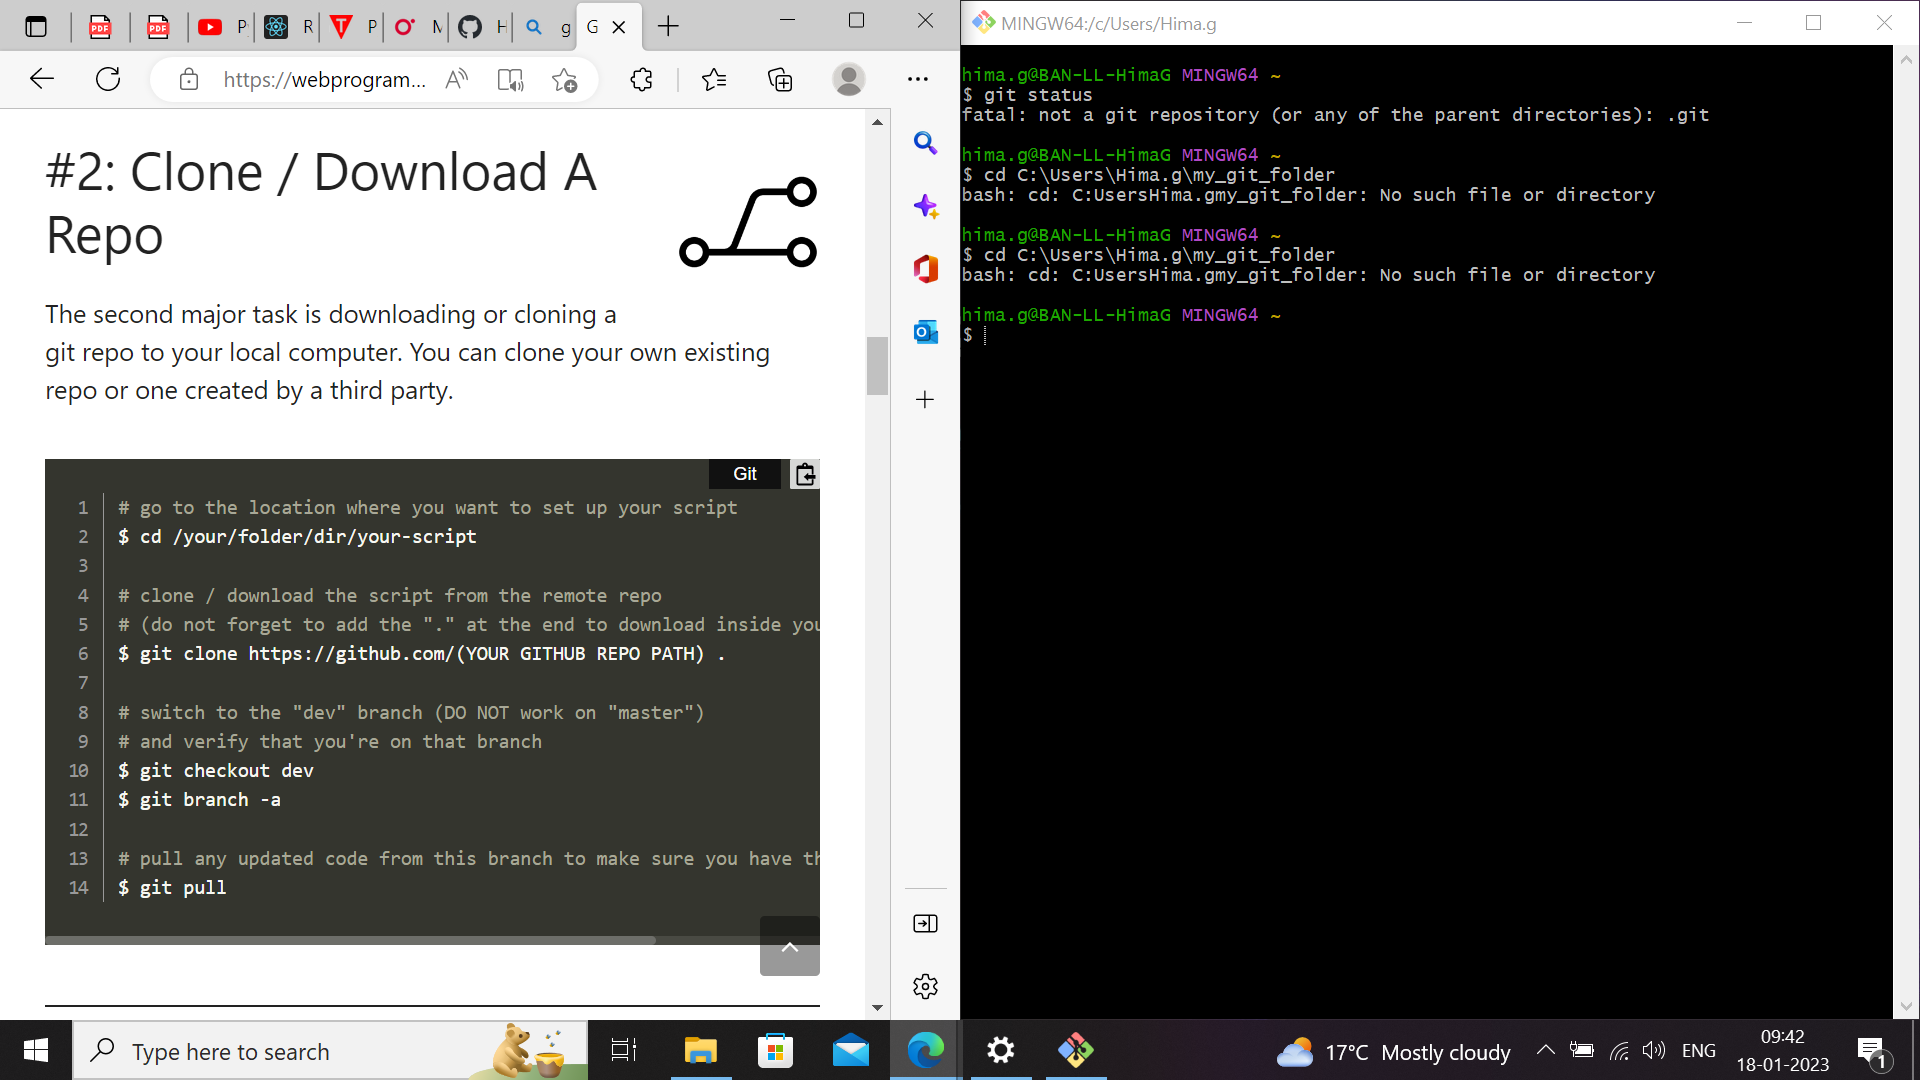 P
R
P
M
H
g
G
https://webprogram...
#2: Clone / Download A
Repo
The second major task is downloading or cloning a
git repo to your local computer. You can clone your own existing
repo or one created by a third party.
Git
1 # go to the location where you want to set up your script
2 $ cd /your/folder/dir/your-script
3
4 # clone / download the script from the remote repo
5 # (do not forget to add the "." at the end to download inside you
6 $ git clone https://github.com/(YOUR GITHUB REPO PATH) .
7
8 # switch to the "dev" branch (DO NOT work on "master")
9 # and verify that you're on that branch
10 $ git checkout dev
11 $ git branch -a
12
13 # pull any updated code from this branch to make sure you have th
14 $ git pull
MINGW64:/c/Users/Hima.g
hima.g@BAN-LL-HimaG MINGW64 ~
$ git status
fatal: not a git repository (or any of the parent directories): .git
hima.g@BAN-LL-HimaG MINGW64 ~
$ cd C:\Users\Hima.g\my_git_folder
bash: cd: C:UsersHima.gmy_git_folder: No such file or directory
hima.g@BAN-LL-HimaG MINGW64 ~
$ cd C:\Users\Hima.g\my_git_folder
bash: cd: C:UsersHima.gmy_git_folder: No such file or directory
hima.g@BAN-LL-HimaG MINGW64 ~
$
Type here to search
17°C Mostly cloudy
ENG
09:42
18-01-2023
1